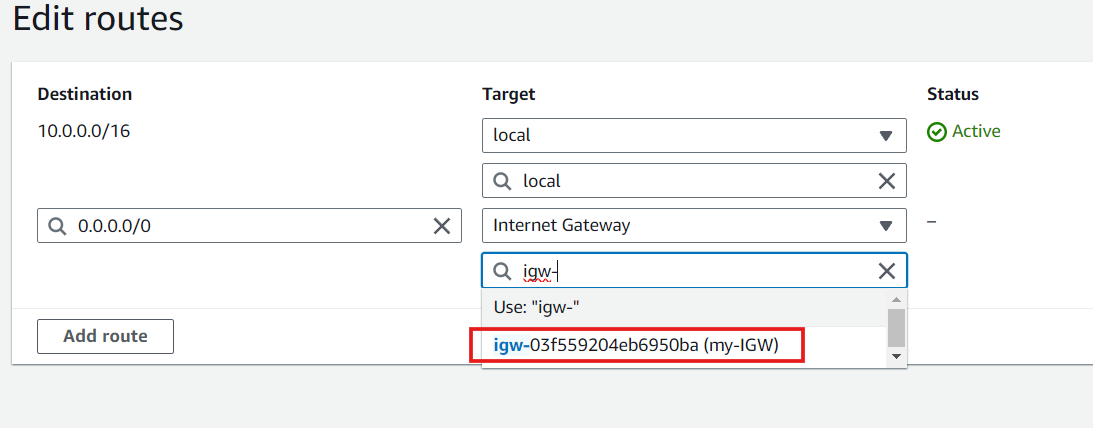 Edit routes
Destination Target Status
10.0.0.0/16 local Active
local
0.0.0.0/0 Internet Gateway –
igw-
Use: "igw-"
Add route igw-03f559204eb6950ba (my-IGW)